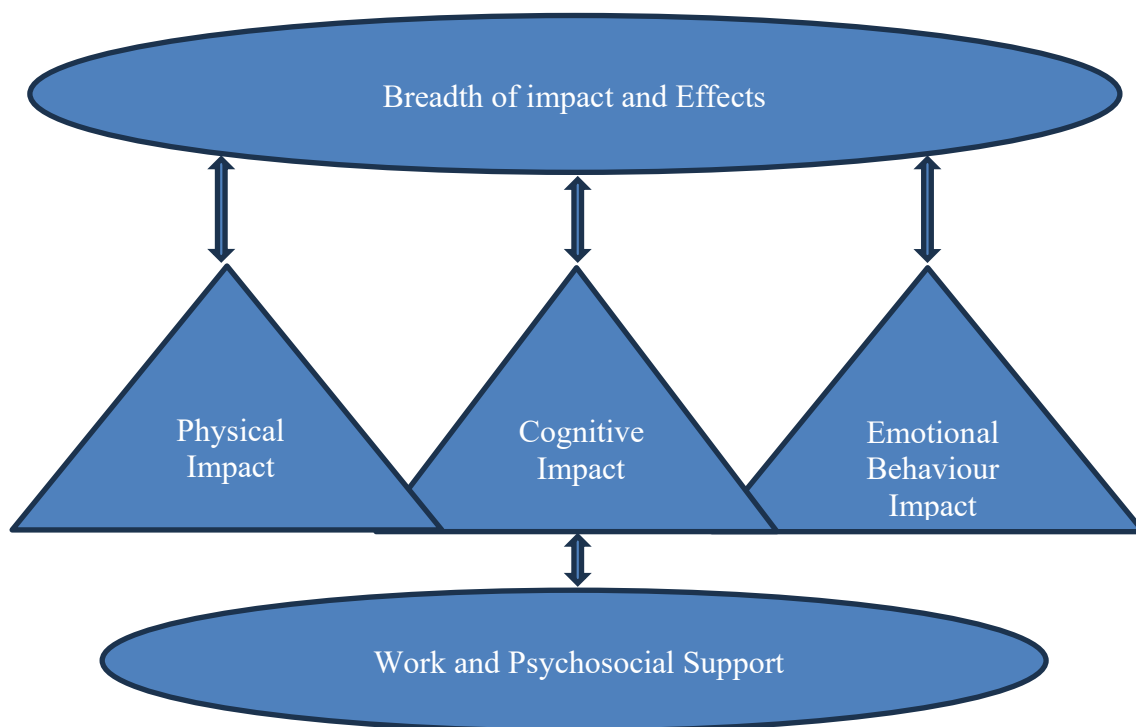 Breadth of impact and Effects
Physical
Impact
Cognitive
Impact
Emotional
Behaviour
Impact
Work and Psychosocial Support